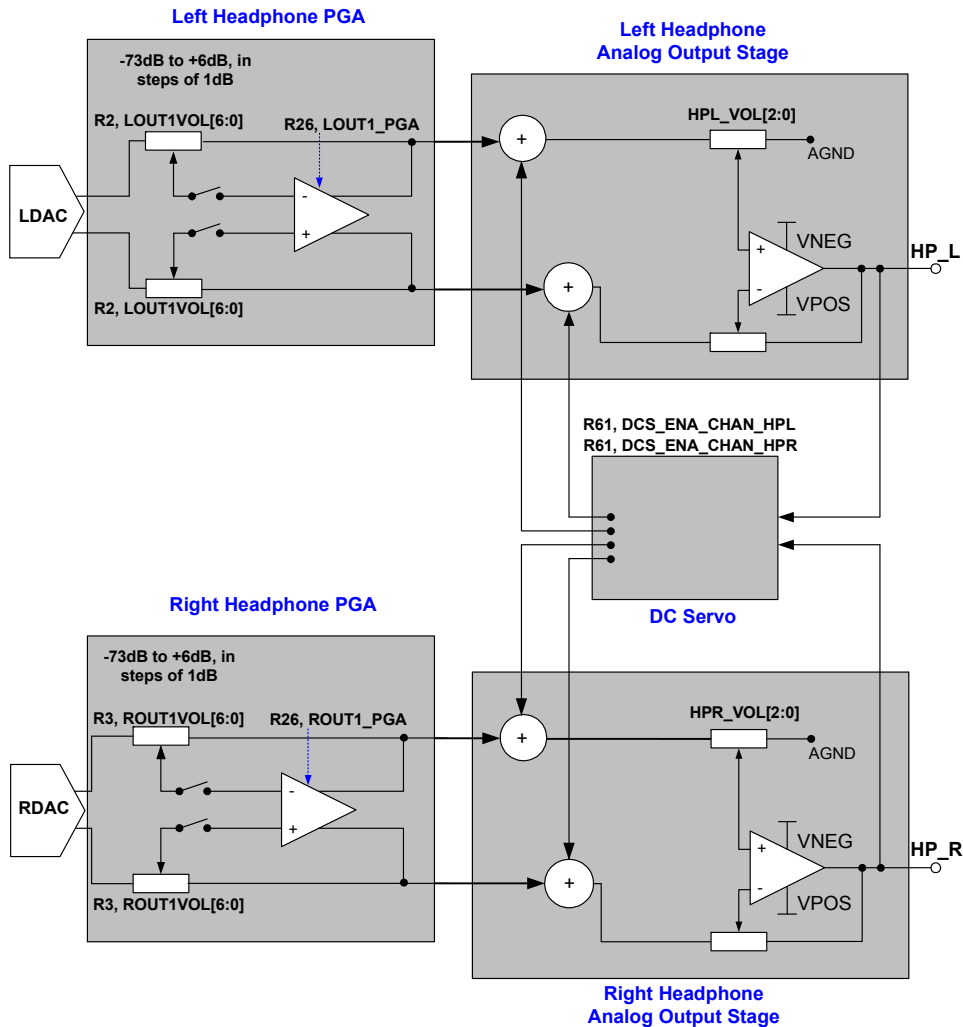 Left Headphone PGA
-73dB to +6dB, in
steps of 1dB
R2, LOUT1VOL[6:0]
R26, LOUT1_PGA
-
+
LDAC
R2, LOUT1VOL[6:0]
Left Headphone
Analog Output Stage
HPL_VOL[2:0]
AGND
+
+
+
-
VNEG
VPOS
HP_L
R61, DCS_ENA_CHAN_HPL
R61, DCS_ENA_CHAN_HPR
DC Servo
Right Headphone PGA
-73dB to +6dB, in
steps of 1dB
R3, ROUT1VOL[6:0]
R26, ROUT1_PGA
-
+
RDAC
R3, ROUT1VOL[6:0]
HPR_VOL[2:0]
AGND
+
+
+
-
VNEG
VPOS
HP_R
Right Headphone
Analog Output Stage